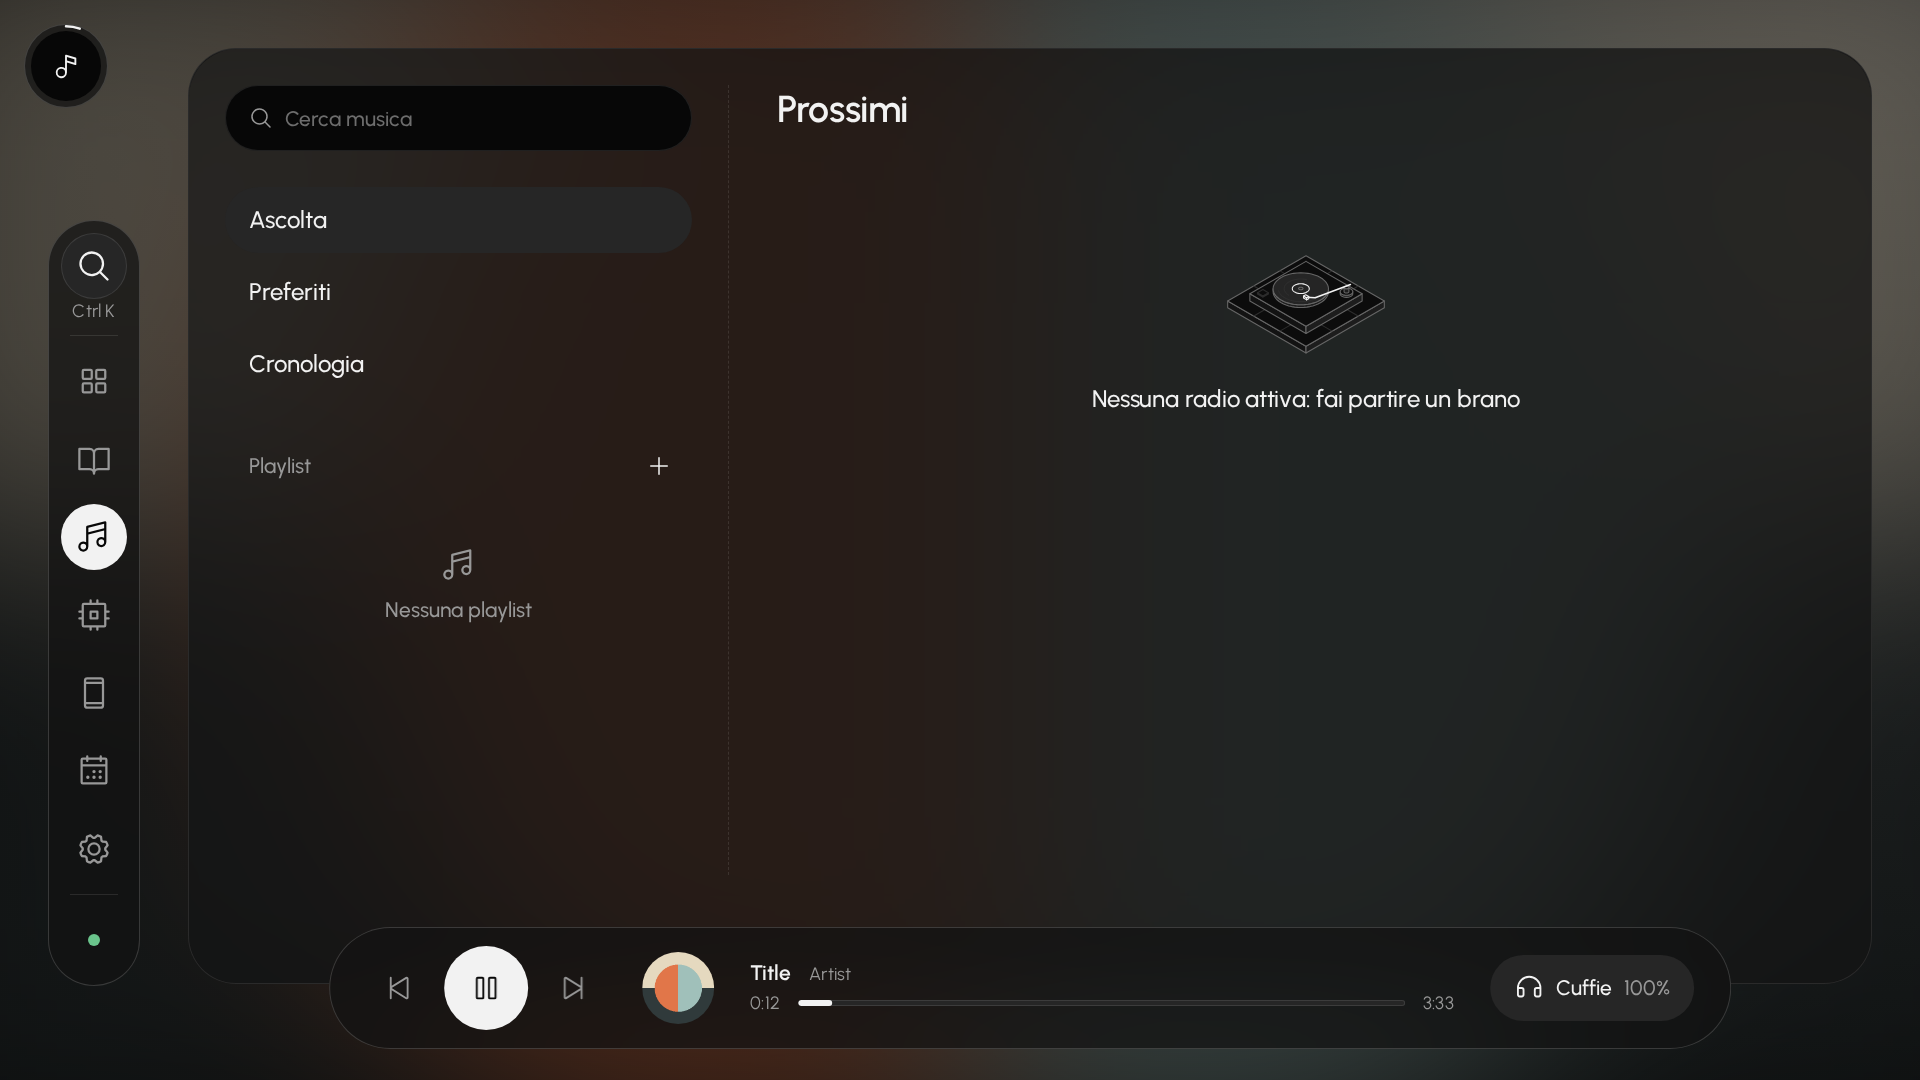 Cerca musica
Prossimi
Ascolta
Ctrl K
Preferiti
Cronologia
Nessuna radio attiva: fai partire un brano
Playlist
Nessuna playlist
Title Artist
0:12 3:33
Cuffie 100%